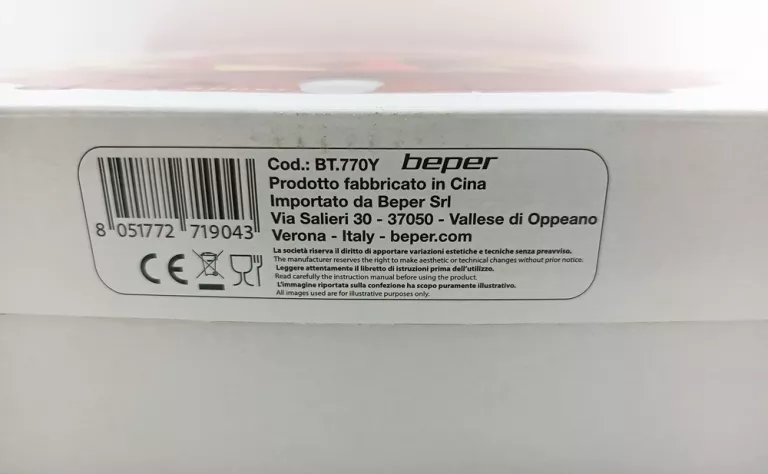 Cod.: BT.770Y beper
Prodotto fabbricato in Cina
Importato da Beper Srl
Via Salieri 30 - 37050 - Vallese di Oppeano
Verona - Italy - beper.com
8 051772 719043
CE
La società riserva il diritto di apportare variazioni estetiche e tecniche senza preavviso.
The manufacturer reserves the right to make aesthetic or technical changes without prior notice.
Leggere attentamente il libretto di istruzioni prima dell'utilizzo.
Read carefully the instruction manual before using the product.
L'immagine riportata sulla confezione ha scopo puramente illustrativo.
All images used are for illustrative purposes only.